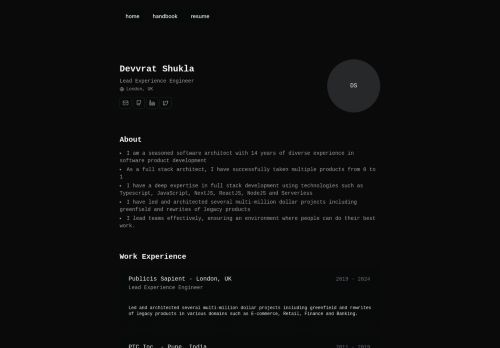 home handbook resume
Devvrat Shukla
Lead Experience Engineer
London, UK
DS
About
• I am a seasoned software architect with 14 years of diverse experience in
software product development
• As a full stack architect, I have successfully taken multiple products from 0 to
1
• I have a deep expertise in full stack development using technologies such as
Typescript, JavaScript, NextJS, ReactJS, NodeJS and Serverless
• I have led and architected several multi-million dollar projects including
greenfield and rewrites of legacy products
• I lead teams effectively, ensuring an environment where people can do their best
work.
Work Experience
Publicis Sapient - London, UK 2019 - 2024
Lead Experience Engineer
Led and architected several multi-million dollar projects including greenfield and rewrites
of legacy products in various domains such as E-commerce, Retail, Finance and Banking.
PTC Inc. - Pune, India